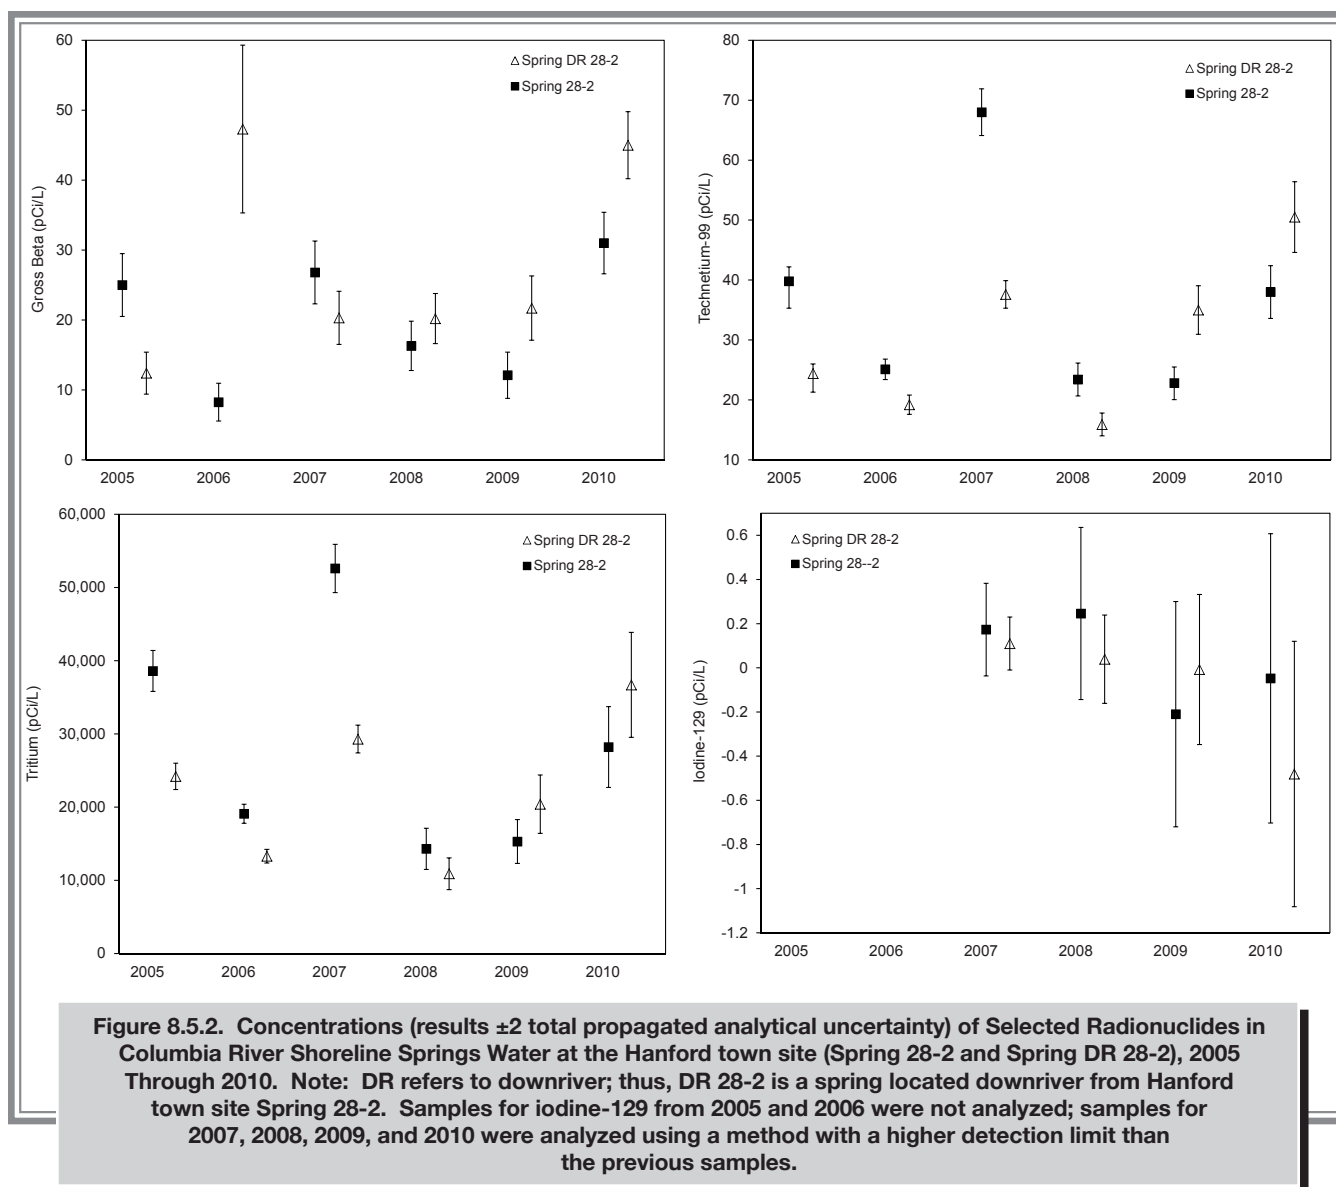 60
50
40
30
20
10
0
Gross Beta (pCi/L)
Spring DR 28-2
Spring 28-2
2005 2006 2007 2008 2009 2010
80
70
60
50
40
30
20
10
Technetium-99 (pCi/L)
Spring DR 28-2
Spring 28-2
2005 2006 2007 2008 2009 2010
60,000
50,000
40,000
30,000
20,000
10,000
0
Tritium (pCi/L)
Spring DR 28-2
Spring 28-2
2005 2006 2007 2008 2009 2010
0.6
0.4
0.2
0
-0.2
-0.4
-0.6
-0.8
-1
-1.2
Iodine-129 (pCi/L)
Spring DR 28-2
Spring 28--2
2005 2006 2007 2008 2009 2010
Figure 8.5.2. Concentrations (results ±2 total propagated analytical uncertainty) of Selected Radionuclides in
Columbia River Shoreline Springs Water at the Hanford town site (Spring 28-2 and Spring DR 28-2), 2005
Through 2010. Note: DR refers to downriver; thus, DR 28-2 is a spring located downriver from Hanford
town site Spring 28-2. Samples for iodine-129 from 2005 and 2006 were not analyzed; samples for
2007, 2008, 2009, and 2010 were analyzed using a method with a higher detection limit than
the previous samples.